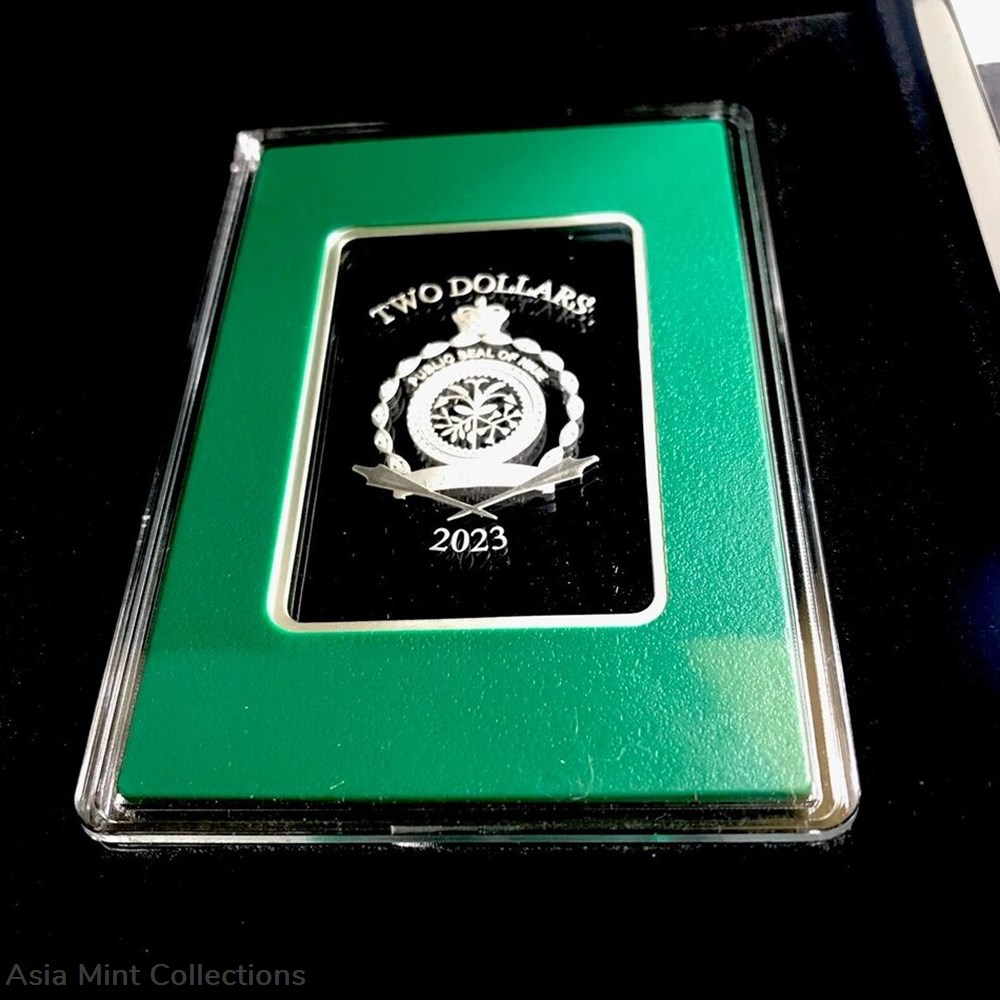 TWO DOLLARS
PUBLIC SEAL OF NIUE
2023
Asia Mint Collections